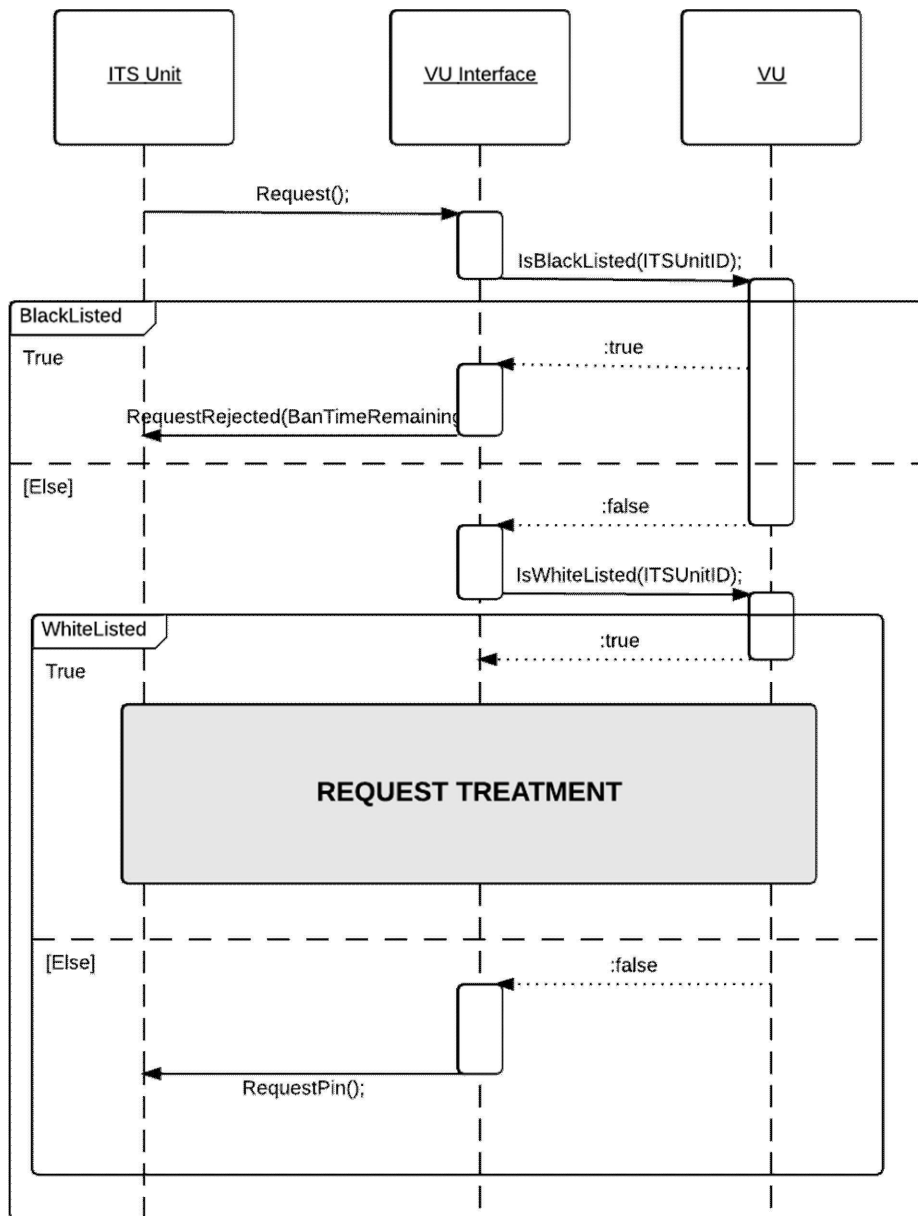 ITS Unit
VU Interface
VU
Request();
IsBlackListed(ITSUnitID);
BlackListed
True
:true
RequestRejected(BanTimeRemaining
[Else]
:false
IsWhiteListed(ITSUnitID);
WhiteListed
:true
True
REQUEST TREATMENT
[Else]
:false
RequestPin();